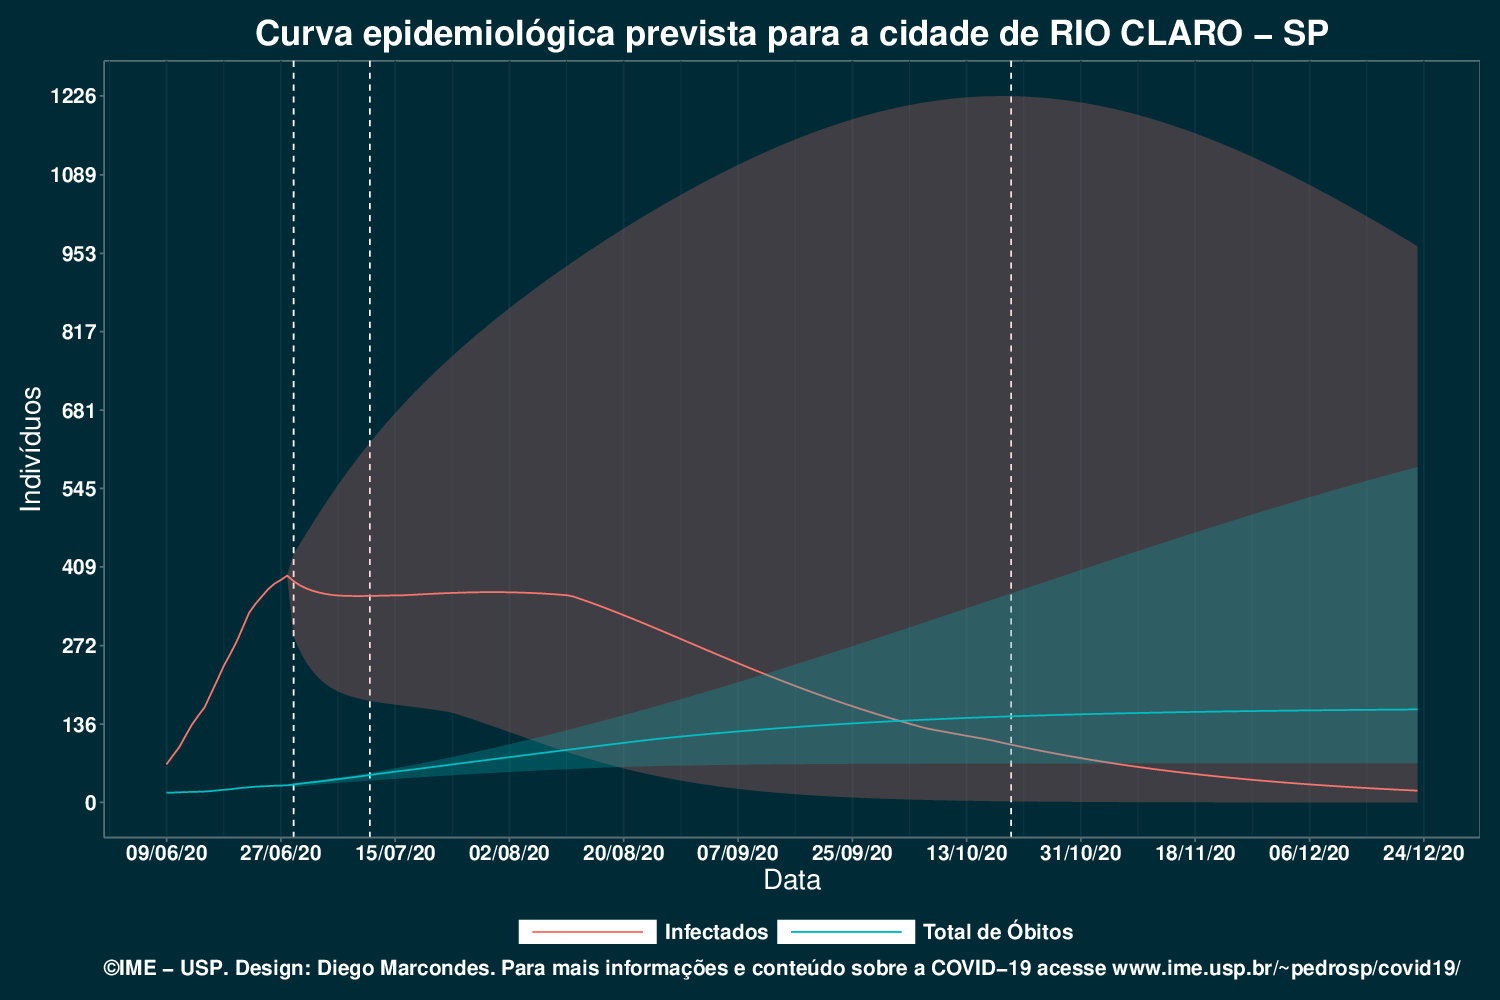 Curva epidemiológica prevista para a cidade de RIO CLARO − SP
Indivíduos
1226
1089
953
817
681
545
409
272
136
0
09/06/20 27/06/20 15/07/20 02/08/20 20/08/20 07/09/20 25/09/20 13/10/20 31/10/20 18/11/20 06/12/20 24/12/20
Data
Infectados Total de Óbitos
©IME − USP. Design: Diego Marcondes. Para mais informações e conteúdo sobre a COVID−19 acesse www.ime.usp.br/~pedrosp/covid19/